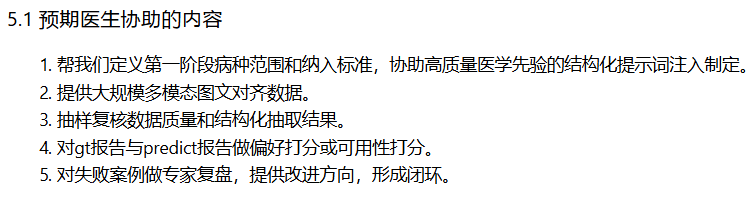 5.1 预期医生协助的内容
1. 帮我们定义第一阶段病种范围和纳入标准，协助高质量医学先验的结构化提示词注入制定。
2. 提供大规模多模态图文对齐数据。
3. 抽样复核数据质量和结构化抽取结果。
4. 对gt报告与predict报告做偏好打分或可用性打分。
5. 对失败案例做专家复盘，提供改进方向，形成闭环。